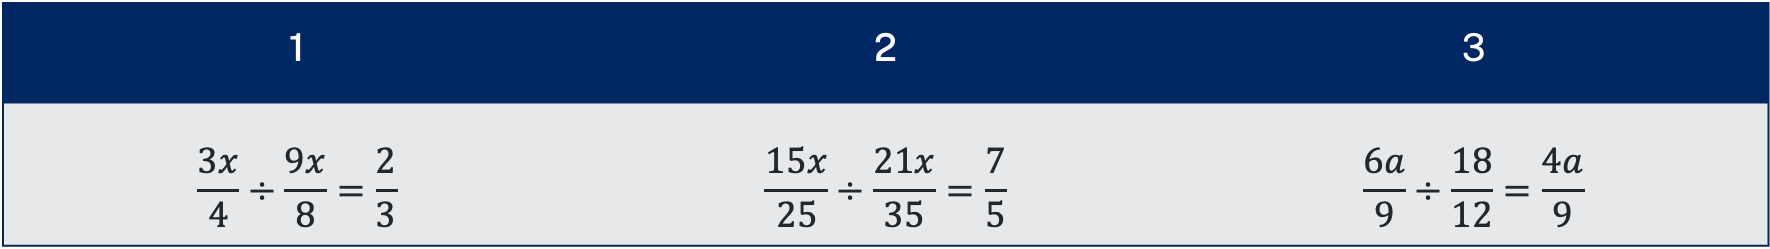 1 2 3
3x/4 ÷ 9x/8 = 2/3 15x/25 ÷ 21x/35 = 7/5 6a/9 ÷ 18/12 = 4a/9